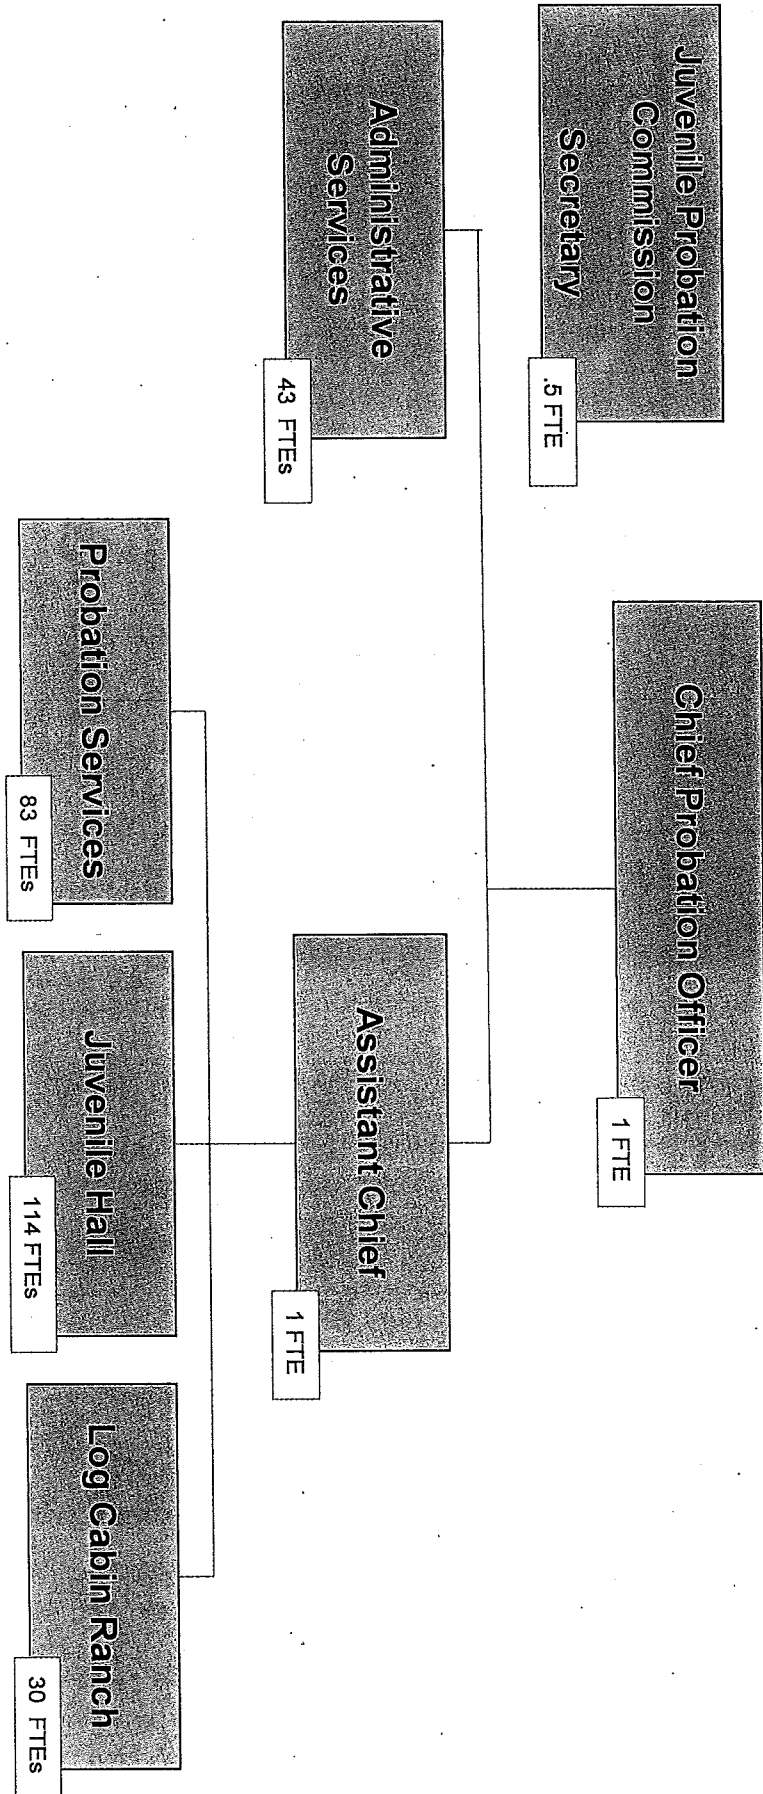 Chief Probation Officer
1 FTE
Juvenile Probation
Commission
Secretary
.5 FTE
Administrative
Services
43 FTEs
Assistant Chief
1 FTE
Probation Services
83 FTEs
Juvenile Hall
114 FTEs
Log Cabin Ranch
30 FTEs